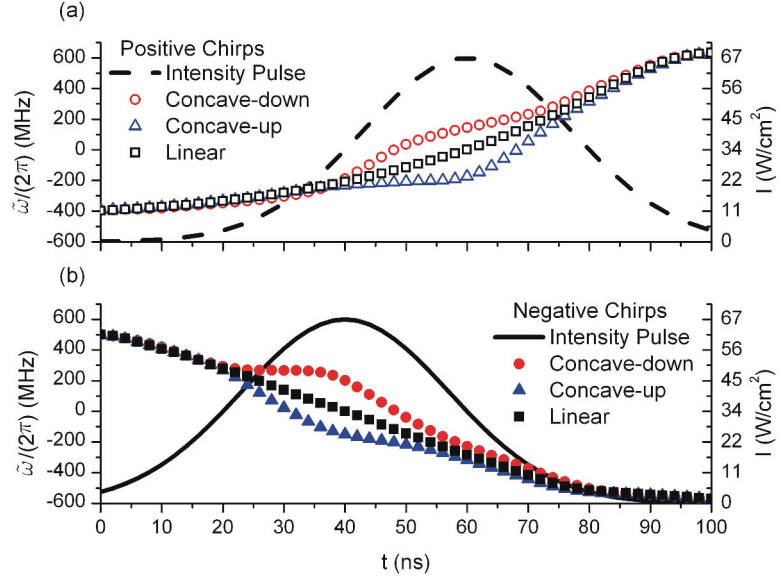 (a)
Positive Chirps
Intensity Pulse
Concave-down
Concave-up
Linear
600
400
200
0
-200
-400
-600
ω̃/(2π) (MHz)
67
56
45
34
22
11
0
I (W/cm²)
(b)
Negative Chirps
Intensity Pulse
Concave-down
Concave-up
Linear
600
400
200
0
-200
-400
-600
ω̃/(2π) (MHz)
67
56
45
34
22
11
0
I (W/cm²)
0 10 20 30 40 50 60 70 80 90 100
t (ns)